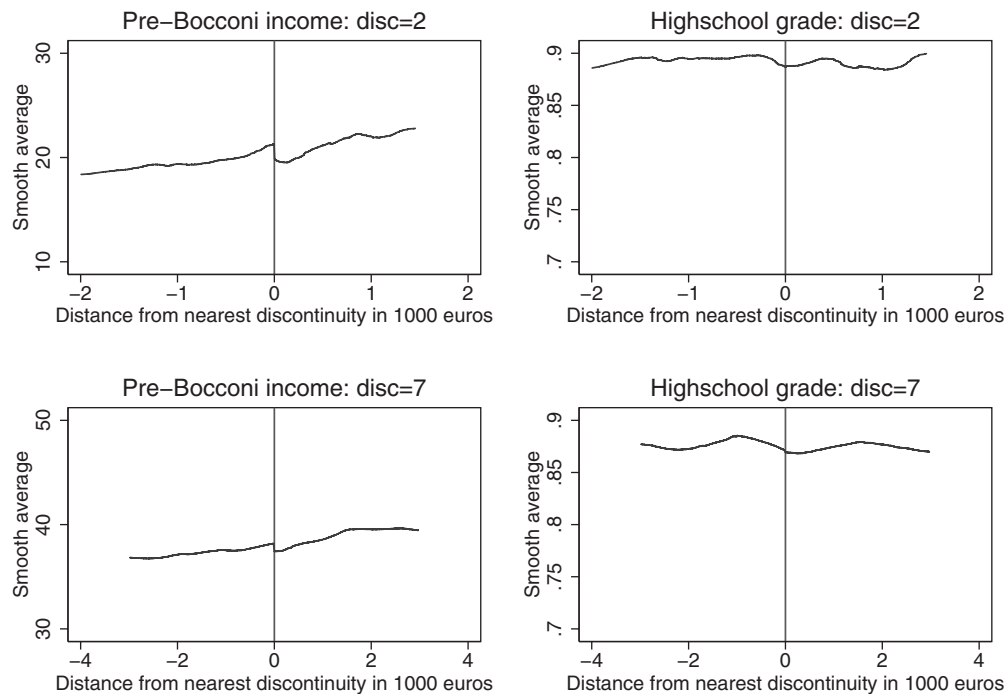 Pre−Bocconi income: disc=2
Smooth average
30
20
10
−2 −1 0 1 2
Distance from nearest discontinuity in 1000 euros
Highschool grade: disc=2
Smooth average
.9
.85
.8
.75
.7
−2 −1 0 1 2
Distance from nearest discontinuity in 1000 euros
Pre−Bocconi income: disc=7
Smooth average
50
40
30
−4 −2 0 2 4
Distance from nearest discontinuity in 1000 euros
Highschool grade: disc=7
Smooth average
.9
.85
.8
.75
.7
−4 −2 0 2 4
Distance from nearest discontinuity in 1000 euros